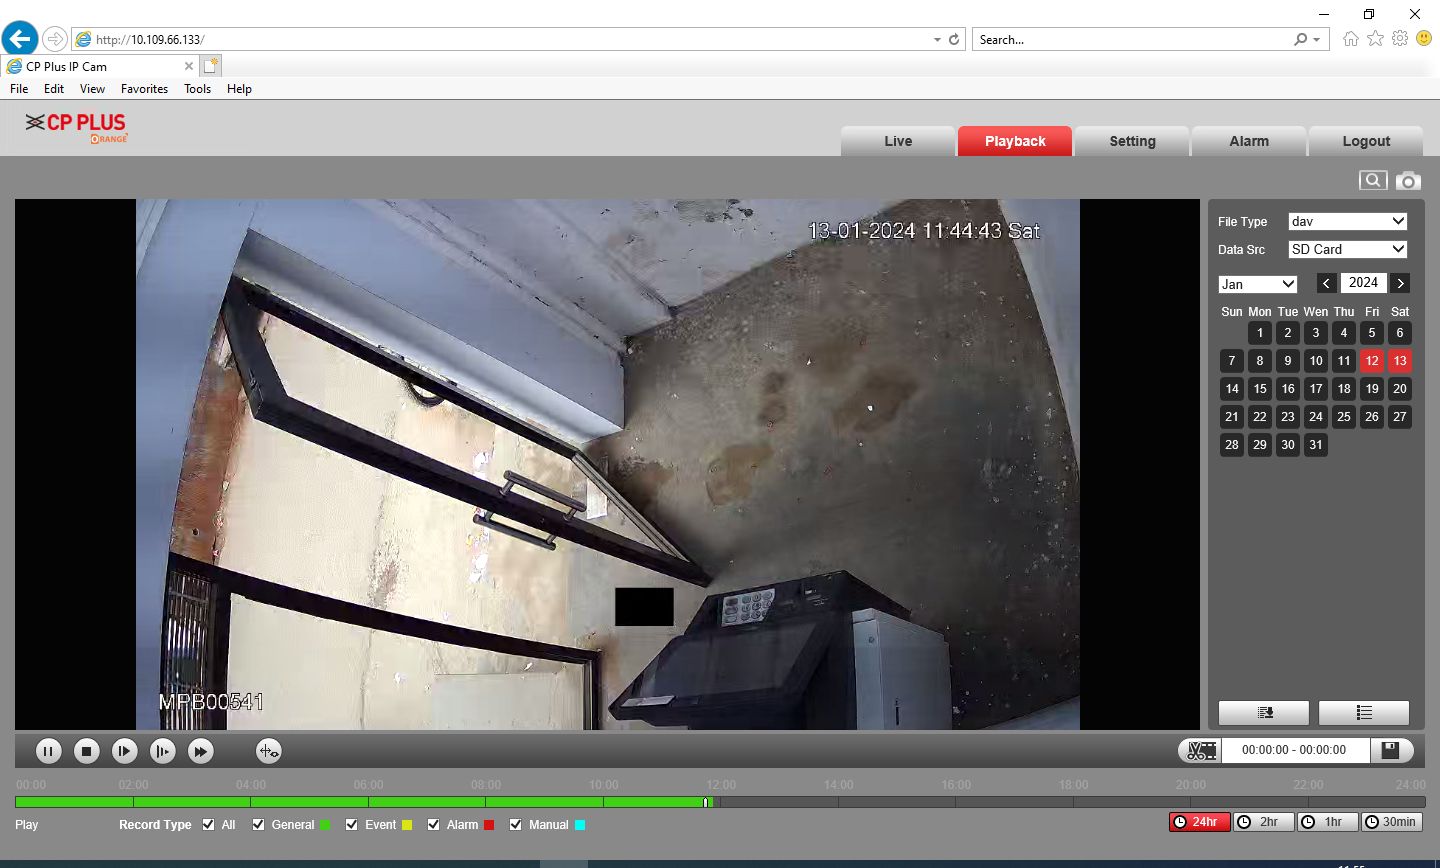 http://10.109.66.133/
Search...
CP Plus IP Cam
File Edit View Favorites Tools Help
CP PLUS
ORANGE
Live Playback Setting Alarm Logout
13-01-2024 11:44:43 Sat
MPB00541
File Type dav
Data Src SD Card
Jan 2024
Sun Mon Tue Wen Thu Fri Sat
1 2 3 4 5 6
7 8 9 10 11 12 13
14 15 16 17 18 19 20
21 22 23 24 25 26 27
28 29 30 31
00:00:00 - 00:00:00
00:00 02:00 04:00 06:00 08:00 10:00 12:00 14:00 16:00 18:00 20:00 22:00 24:00
Play Record Type All General Event Alarm Manual 24hr 2hr 1hr 30min